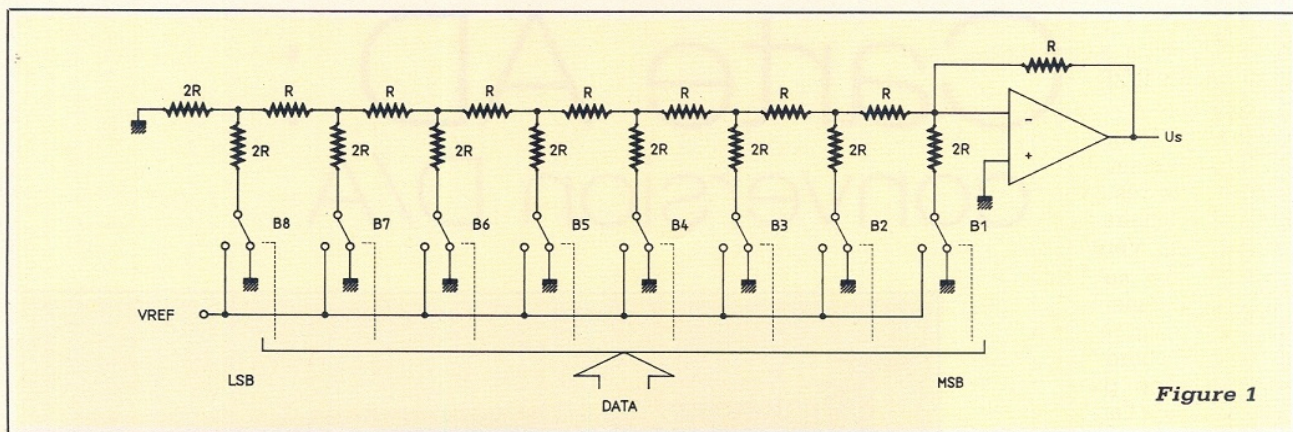 R
2R R R R R R R R
2R 2R 2R 2R 2R 2R 2R 2R
− + Us
B8 B7 B6 B5 B4 B3 B2 B1
VREF
LSB MSB
DATA
Figure 1